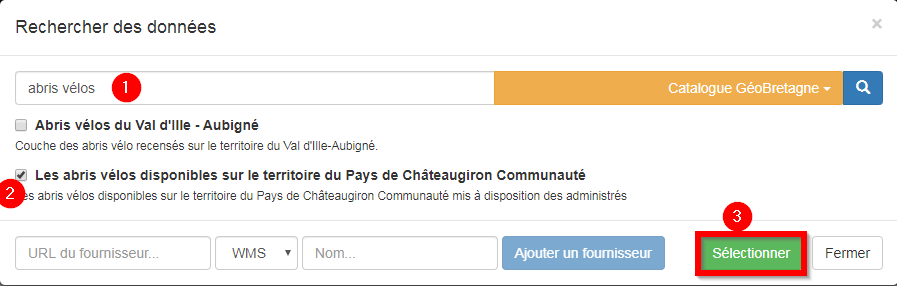 Rechercher des données ×
abris vélos 1 Catalogue GéoBretagne
Abris vélos du Val d'Ille - Aubigné
Couche des abris vélo recensés sur le territoire du Val d'Ille-Aubigné.
Les abris vélos disponibles sur le territoire du Pays de Châteaugiron Communauté
2 es abris vélos disponibles sur le territoire du Pays de Châteaugiron Communauté mis à disposition des administrés
3
URL du fournisseur... WMS Nom... Ajouter un fournisseur Sélectionner Fermer